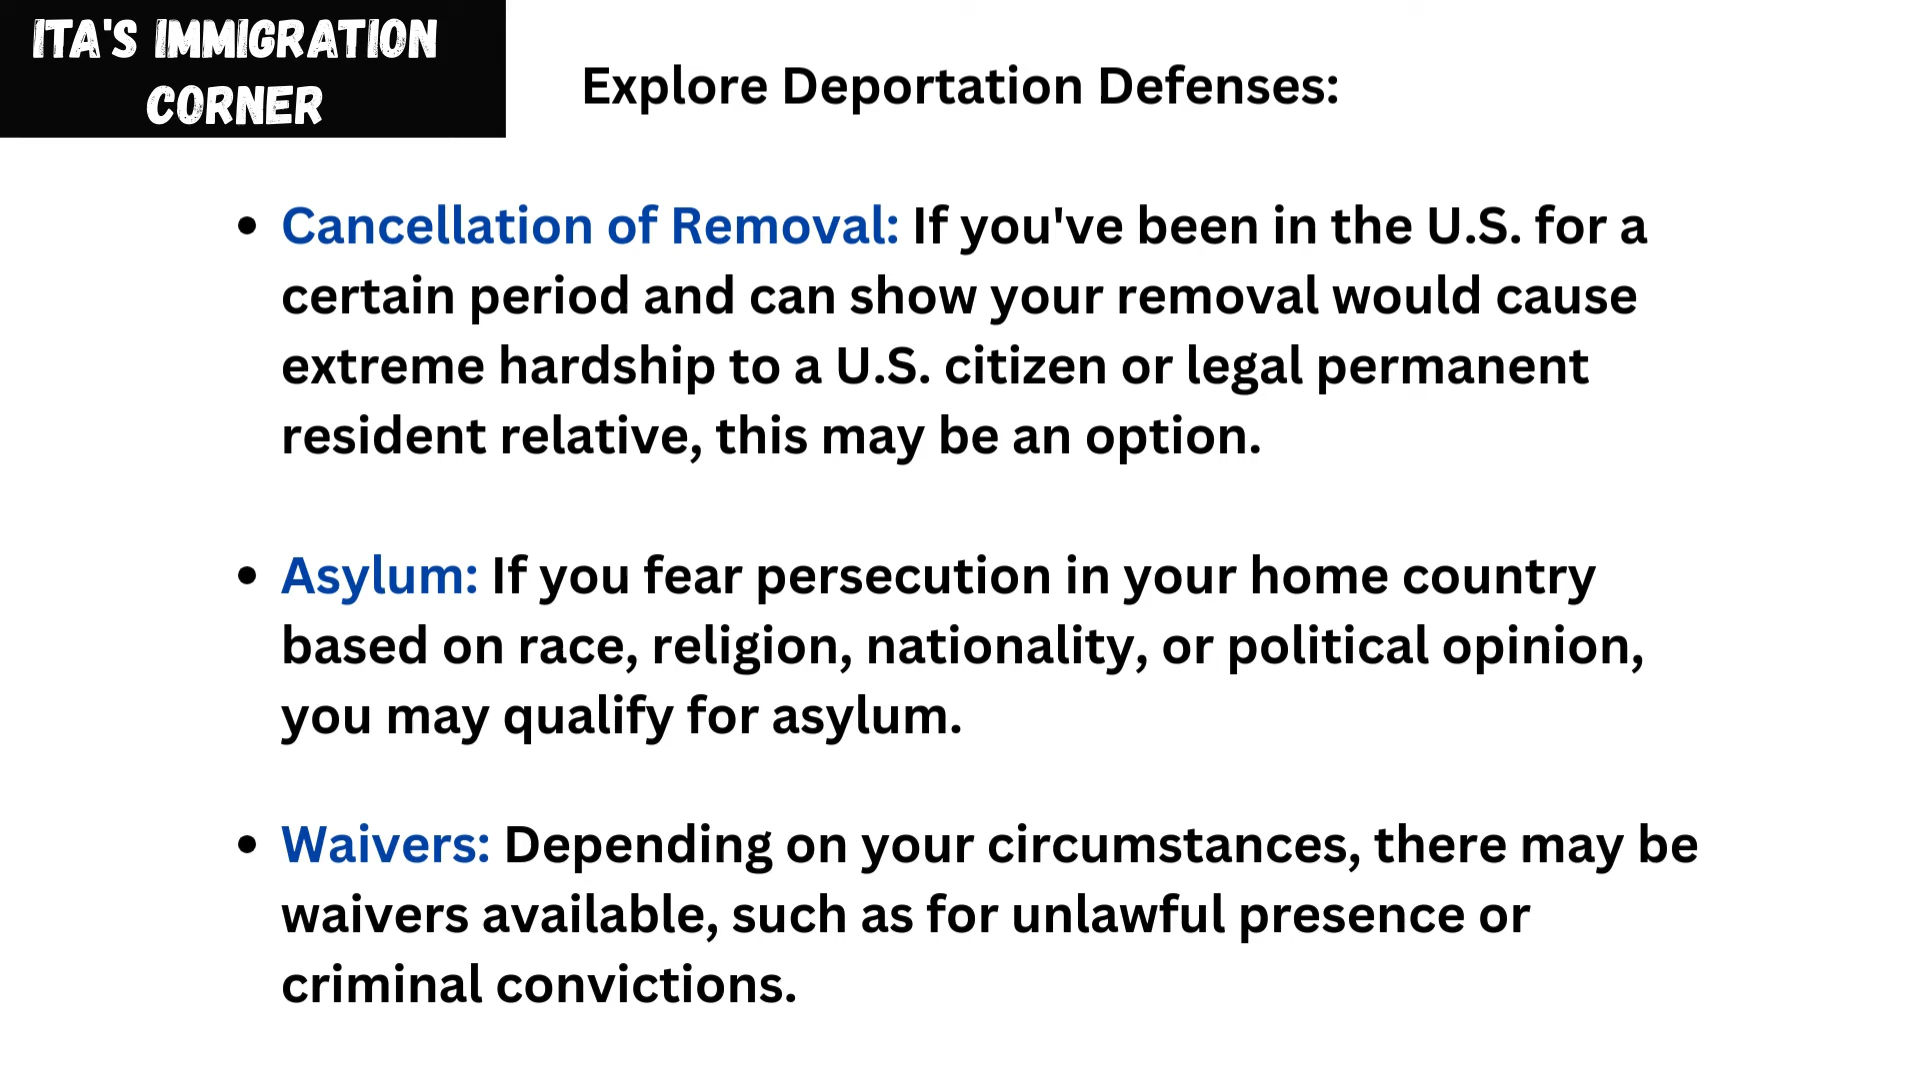 ITA'S IMMIGRATION
CORNER
Explore Deportation Defenses:
• Cancellation of Removal: If you've been in the U.S. for a
certain period and can show your removal would cause
extreme hardship to a U.S. citizen or legal permanent
resident relative, this may be an option.
• Asylum: If you fear persecution in your home country
based on race, religion, nationality, or political opinion,
you may qualify for asylum.
• Waivers: Depending on your circumstances, there may be
waivers available, such as for unlawful presence or
criminal convictions.